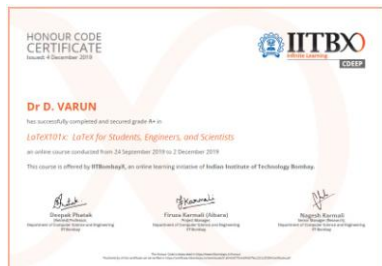 HONOUR CODE
CERTIFICATE
Issued: 4 December 2019
IITBX
Infinite Learning
CDEEP
Dr D. VARUN
has successfully completed and secured grade A+ in
LaTeX101x: LaTeX for Students, Engineers, and Scientists
an online course conducted from 24 September 2019 to 2 December 2019
This course is offered by IITBombayX, an online learning initiative of Indian Institute of Technology Bombay.
Deepak Phatak
Department of Computer Science and Engineering
IIT Bombay
Firuza Karmali (Aibara)
Project Manager
Department of Computer Science and Engineering
IIT Bombay
Nagesh Karmali
Department of Computer Science and Engineering
IIT Bombay